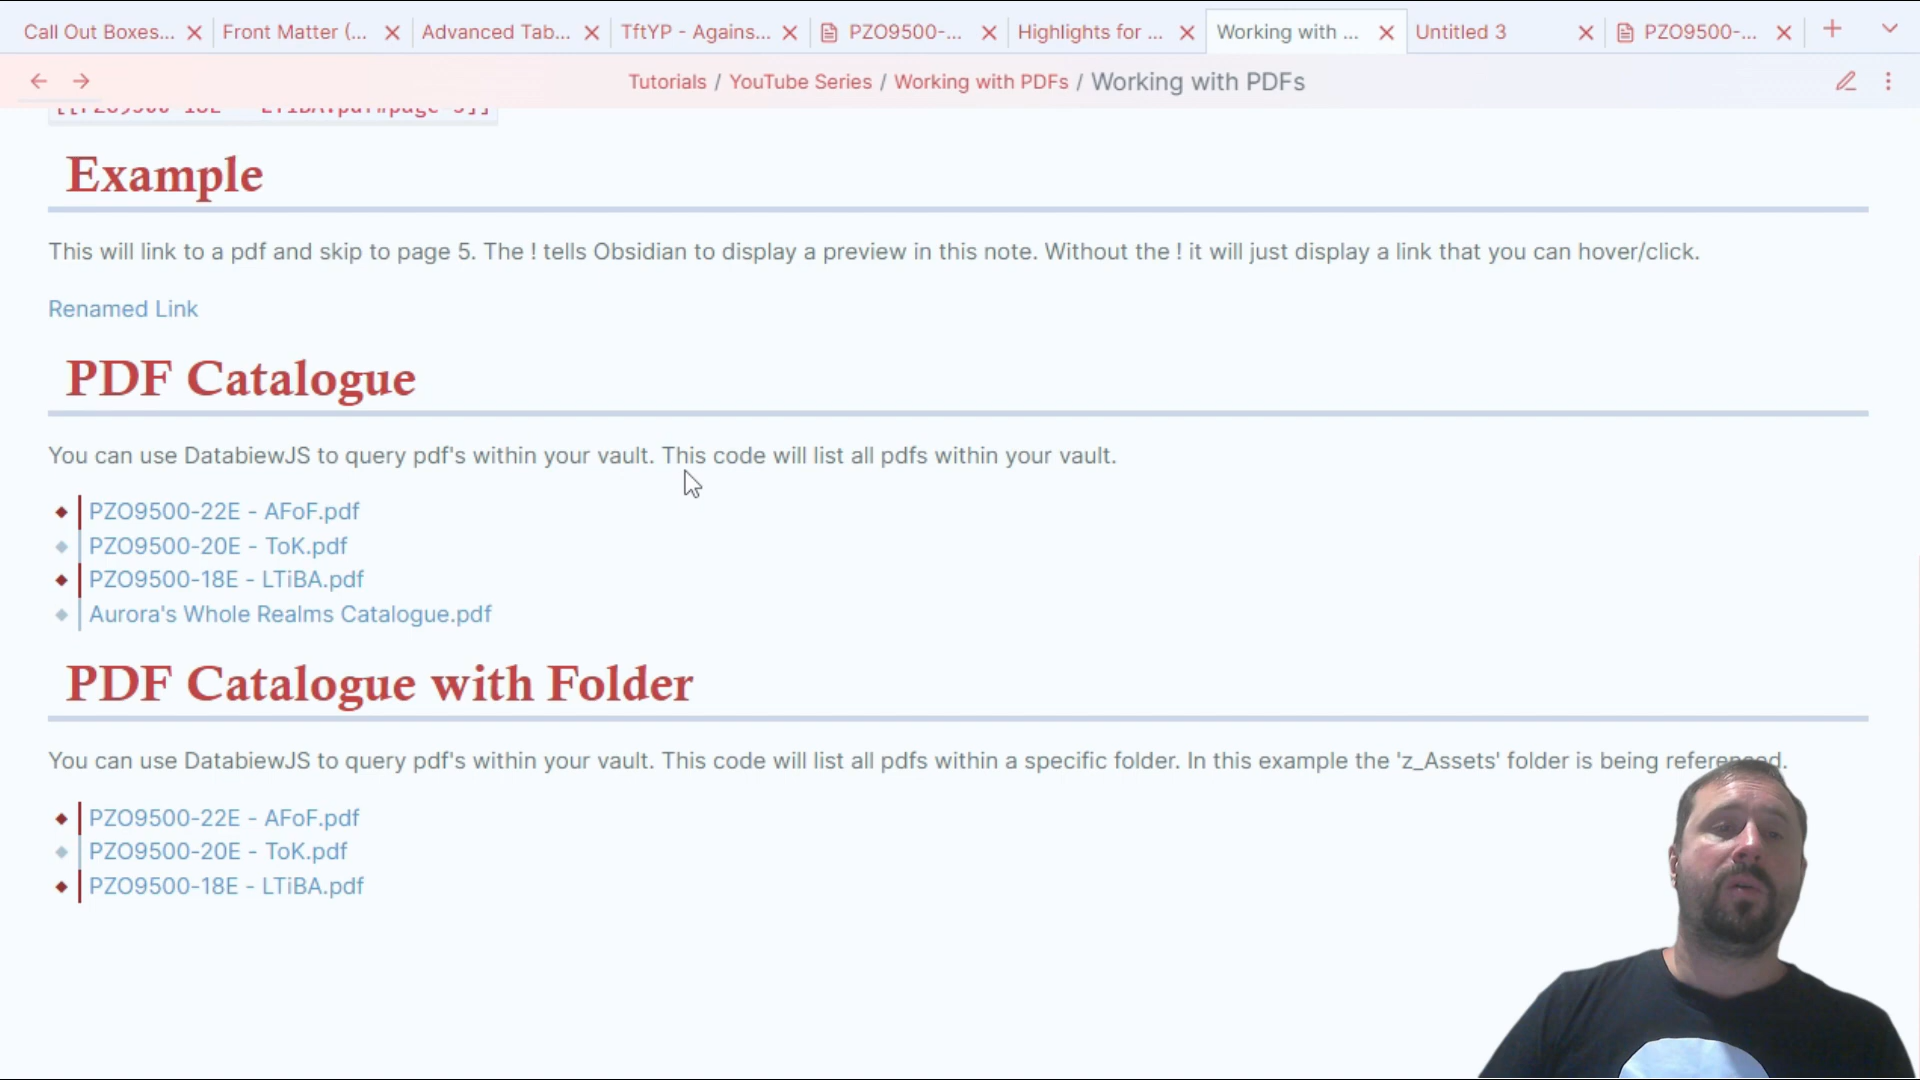 Call Out Boxes...
Front Matter (...
Advanced Tab...
TftYP - Agains...
PZO9500-...
Highlights for ...
Working with ...
Untitled 3
PZO9500-...
Tutorials / YouTube Series / Working with PDFs / Working with PDFs
Example
This will link to a pdf and skip to page 5. The ! tells Obsidian to display a preview in this note. Without the ! it will just display a link that you can hover/click.
Renamed Link
PDF Catalogue
You can use DatabiewJS to query pdf's within your vault. This code will list all pdfs within your vault.
PZO9500-22E - AFoF.pdf
PZO9500-20E - ToK.pdf
PZO9500-18E - LTiBA.pdf
Aurora's Whole Realms Catalogue.pdf
PDF Catalogue with Folder
You can use DatabiewJS to query pdf's within your vault. This code will list all pdfs within a specific folder. In this example the 'z_Assets' folder is being referenced.
PZO9500-22E - AFoF.pdf
PZO9500-20E - ToK.pdf
PZO9500-18E - LTiBA.pdf